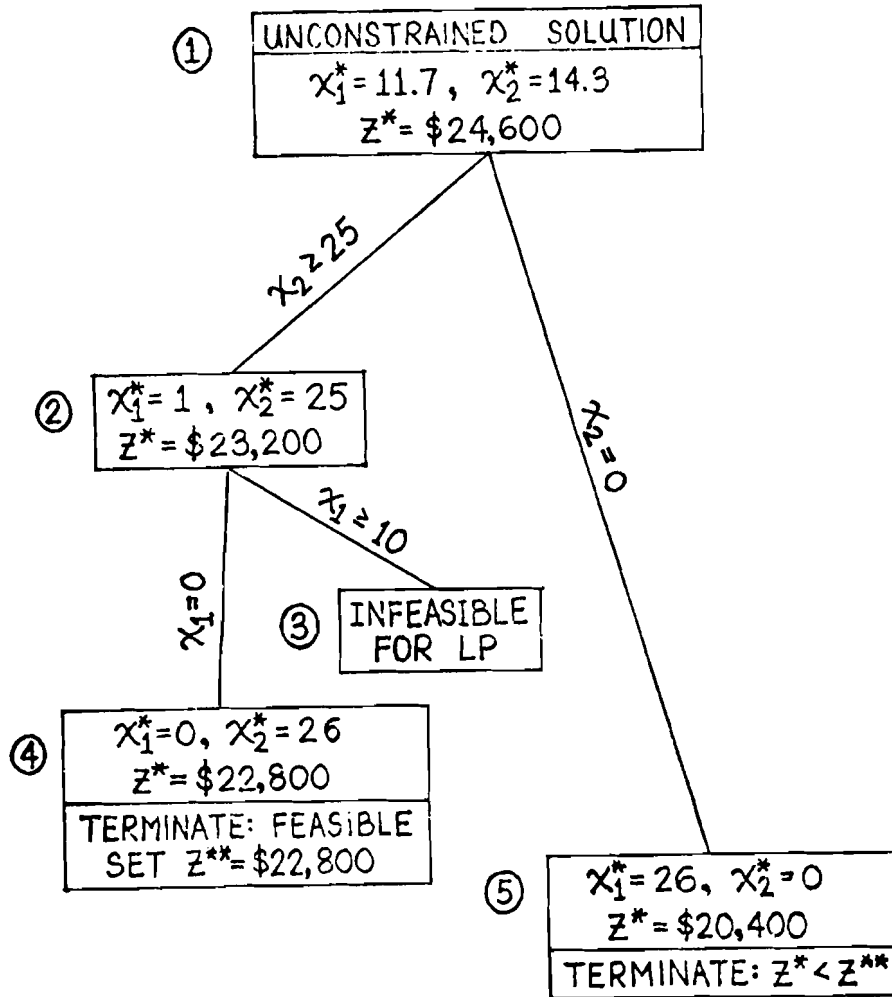 ①
UNCONSTRAINED SOLUTION
x₁* = 11.7, x₂* = 14.3
Z* = $24,600
x₂ ≥ 25
x₂ = 0
②
x₁* = 1, x₂* = 25
Z* = $23,200
x₁ ≥ 10
x₁ = 0
③
INFEASIBLE
FOR LP
④
x₁* = 0, x₂* = 26
Z* = $22,800
TERMINATE: FEASIBLE
SET Z** = $22,800
⑤
x₁* = 26, x₂* = 0
Z* = $20,400
TERMINATE: Z* < Z**